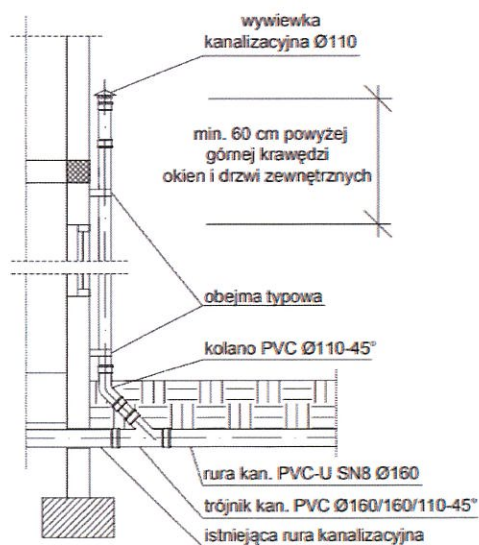 wywiewka
kanalizacyjna Ø110
min. 60 cm powyżej
górnej krawędzi
okien i drzwi zewnętrznych
obejma typowa
kolano PVC Ø110-45°
rura kan. PVC-U SN8 Ø160
trójnik kan. PVC Ø160/160/110-45°
istniejąca rura kanalizacyjna